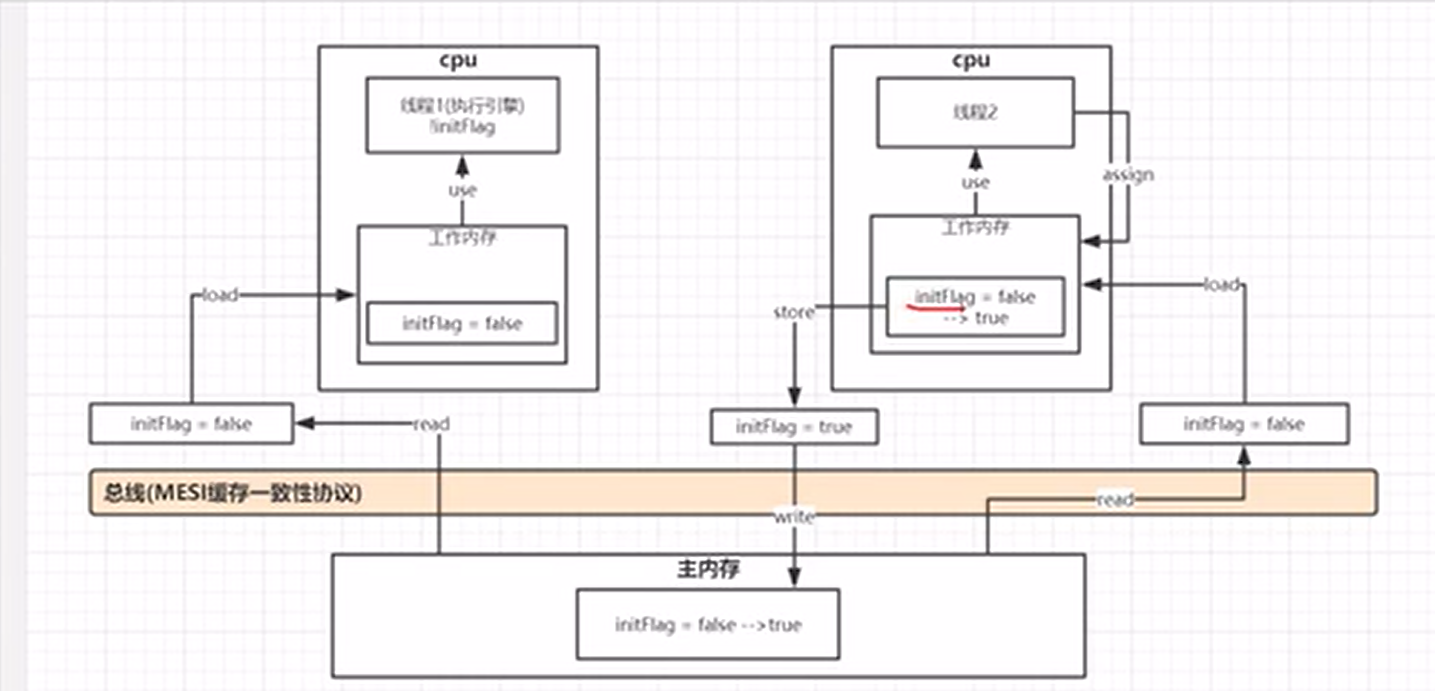 cpu
线程1(执行引擎)
!initFlag
use
工作内存
load
initFlag = false
initFlag = false
read
cpu
线程2
assign
use
工作内存
initFlag = false
--> true
store
load
initFlag = true
initFlag = false
总线(MESI缓存一致性协议)
write
read
主内存
initFlag = false -->true